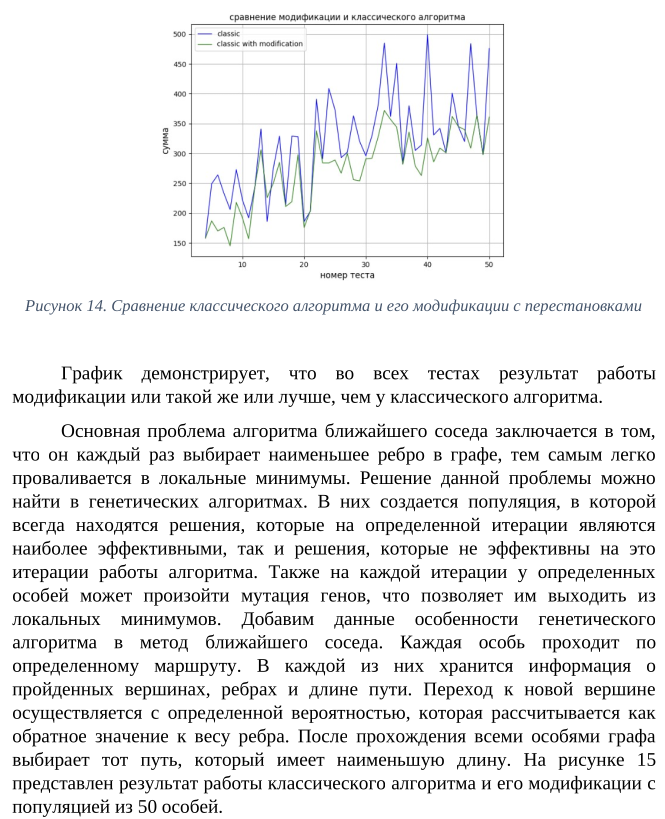 сравнение модификации и классического алгоритма
classic
classic with modification
500
450
400
350
300
250
200
150
сумма
10
20
30
40
50
номер теста
Рисунок 14. Сравнение классического алгоритма и его модификации с перестановками
График демонстрирует, что во всех тестах результат работы
модификации или такой же или лучше, чем у классического алгоритма.
Основная проблема алгоритма ближайшего соседа заключается в том,
что он каждый раз выбирает наименьшее ребро в графе, тем самым легко
проваливается в локальные минимумы. Решение данной проблемы можно
найти в генетических алгоритмах. В них создается популяция, в которой
всегда находятся решения, которые на определенной итерации являются
наиболее эффективными, так и решения, которые не эффективны на это
итерации работы алгоритма. Также на каждой итерации у определенных
особей может произойти мутация генов, что позволяет им выходить из
локальных минимумов. Добавим данные особенности генетического
алгоритма в метод ближайшего соседа. Каждая особь проходит по
определенному маршруту. В каждой из них хранится информация о
пройденных вершинах, ребрах и длине пути. Переход к новой вершине
осуществляется с определенной вероятностью, которая рассчитывается как
обратное значение к весу ребра. После прохождения всеми особями графа
выбирает тот путь, который имеет наименьшую длину. На рисунке 15
представлен результат работы классического алгоритма и его модификации с
популяцией из 50 особей.